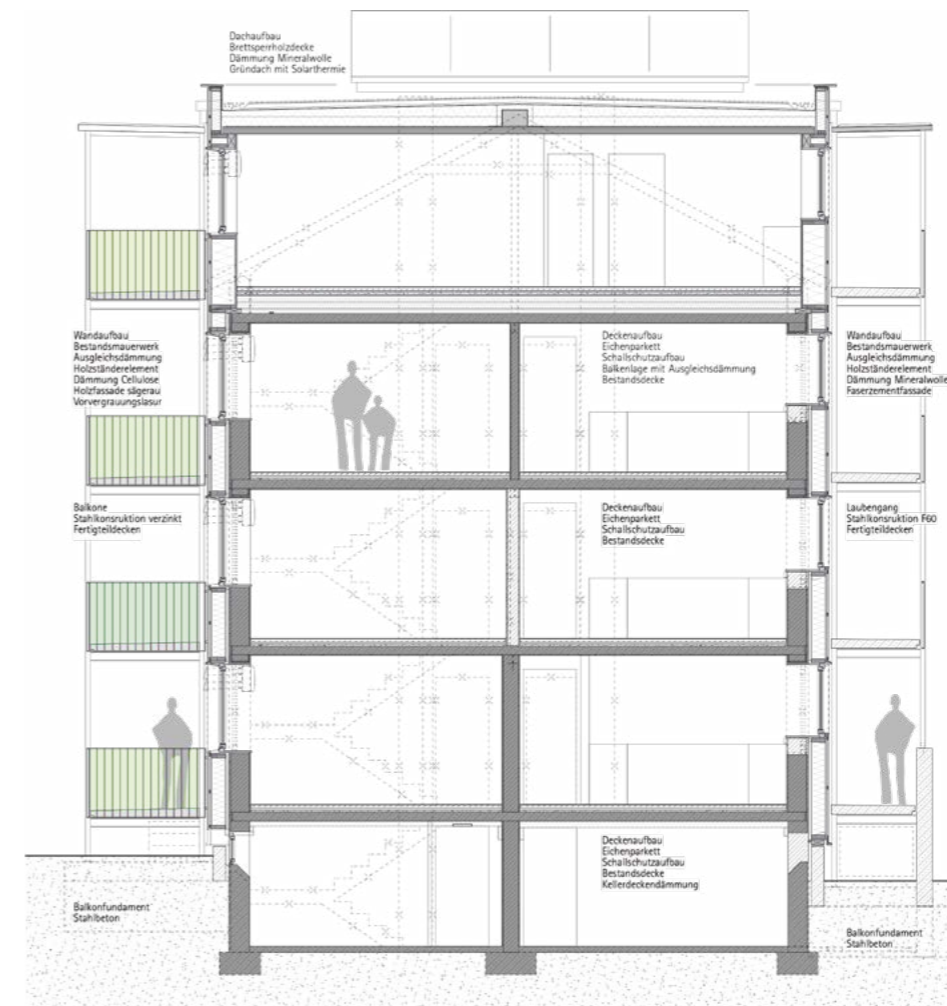 Dachaufbau
Brettsperrholzdecke
Dämmung Mineralwolle
Gründach mit Solarthermie
Wandaufbau
Bestandsmauerwerk
Ausgleichsdämmung
Holzständerelement
Dämmung Cellulose
Holzfassade sägerau
Vorvergrauungslasur
Deckenaufbau
Eichenparkett
Schallschutzaufbau
Balkenlage mit Ausgleichsdämmung
Bestandsdecke
Wandaufbau
Bestandsmauerwerk
Ausgleichsdämmung
Holzständerelement
Dämmung Mineralwolle
Faserzementfassade
Balkone
Stahlkonsruktion verzinkt
Fertigteildecken
Deckenaufbau
Eichenparkett
Schallschutzaufbau
Bestandsdecke
Laubengang
Stahlkonsruktion F60
Fertigteildecken
Deckenaufbau
Eichenparkett
Schallschutzaufbau
Bestandsdecke
Kellerdeckendämmung
Balkonfundament
Stahlbeton
Balkonfundament
Stahlbeton